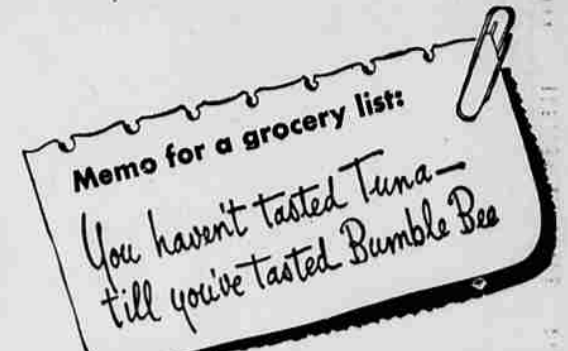 Memo for a grocery list:
You haven't tasted Tuna—
till you've tasted Bumble Bee